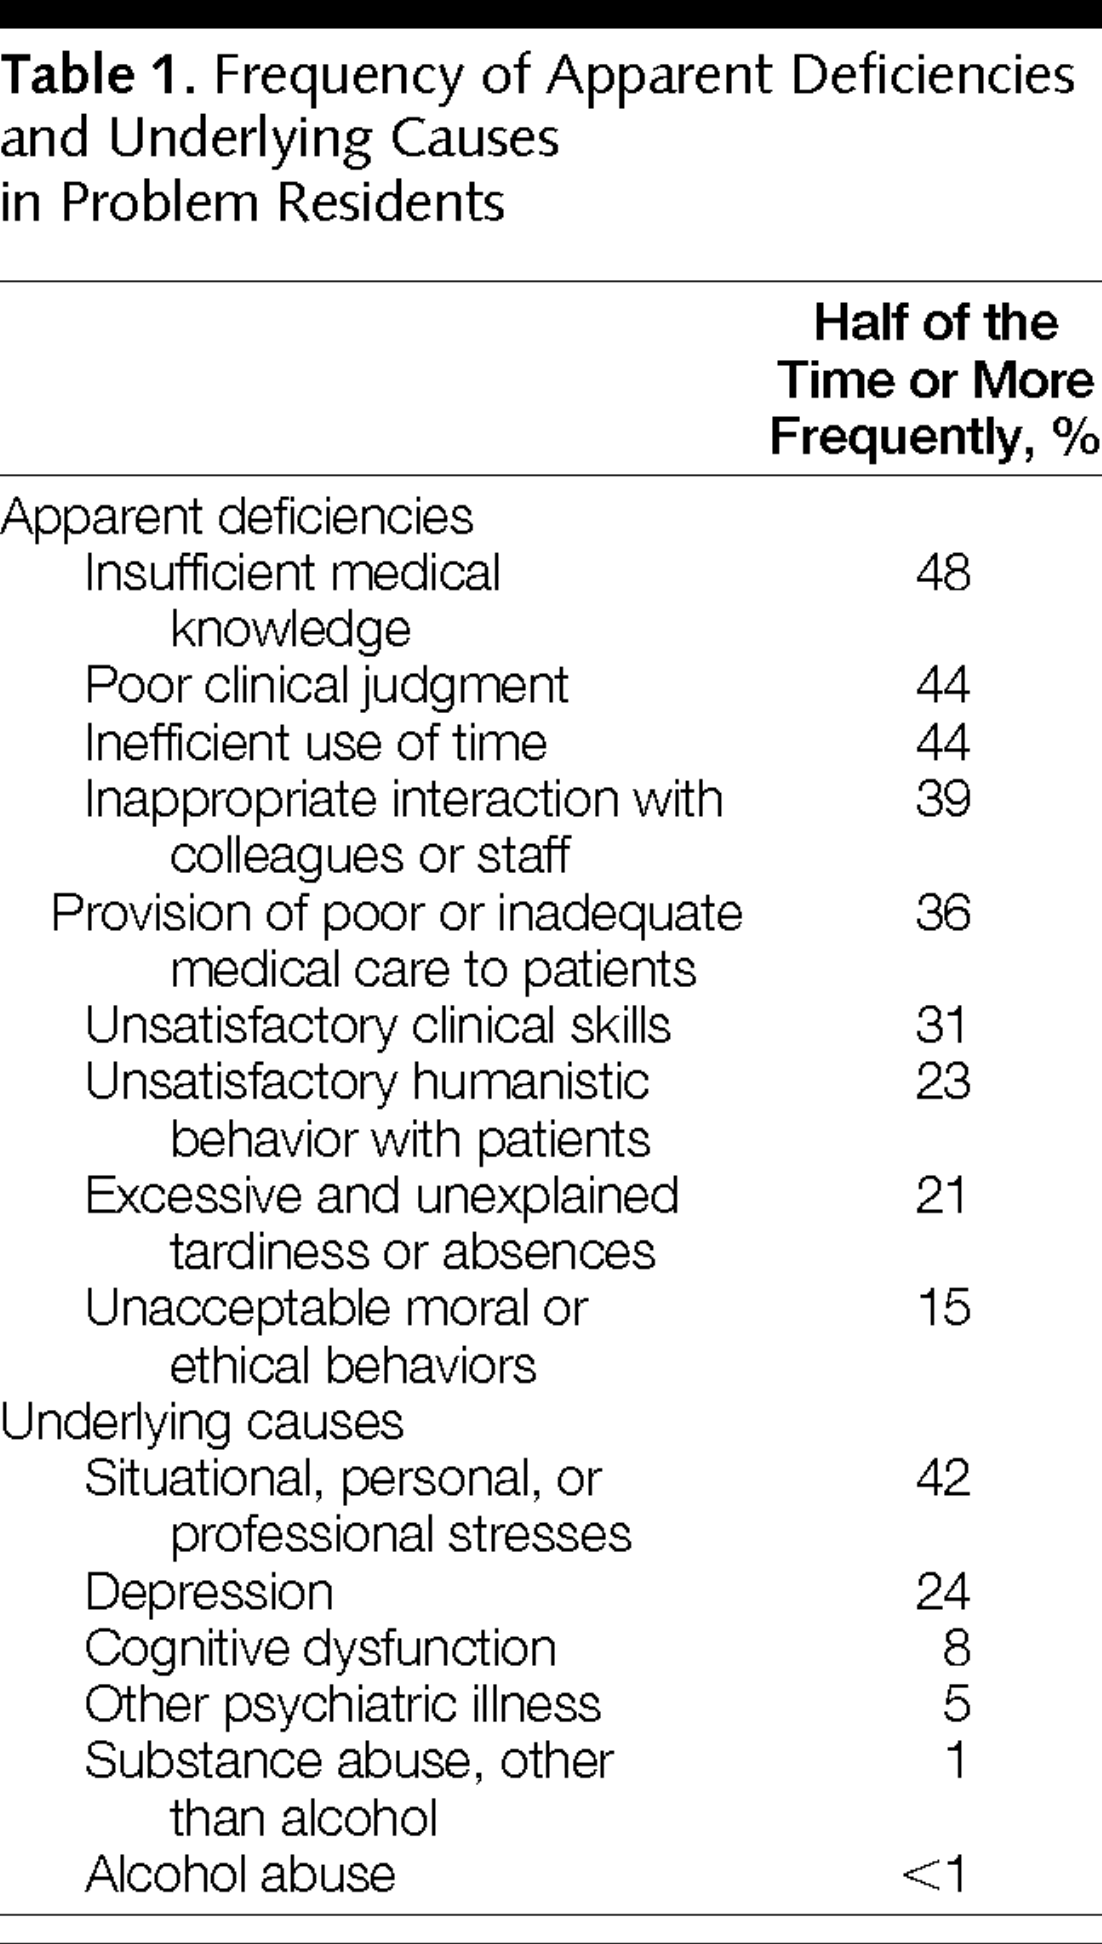 Table 1. Frequency of Apparent Deficiencies
and Underlying Causes
in Problem Residents
Half of the
Time or More
Frequently, %
Apparent deficiencies
Insufficient medical 48
knowledge
Poor clinical judgment 44
Inefficient use of time 44
Inappropriate interaction with 39
colleagues or staff
Provision of poor or inadequate 36
medical care to patients
Unsatisfactory clinical skills 31
Unsatisfactory humanistic 23
behavior with patients
Excessive and unexplained 21
tardiness or absences
Unacceptable moral or 15
ethical behaviors
Underlying causes
Situational, personal, or 42
professional stresses
Depression 24
Cognitive dysfunction 8
Other psychiatric illness 5
Substance abuse, other 1
than alcohol
Alcohol abuse <1